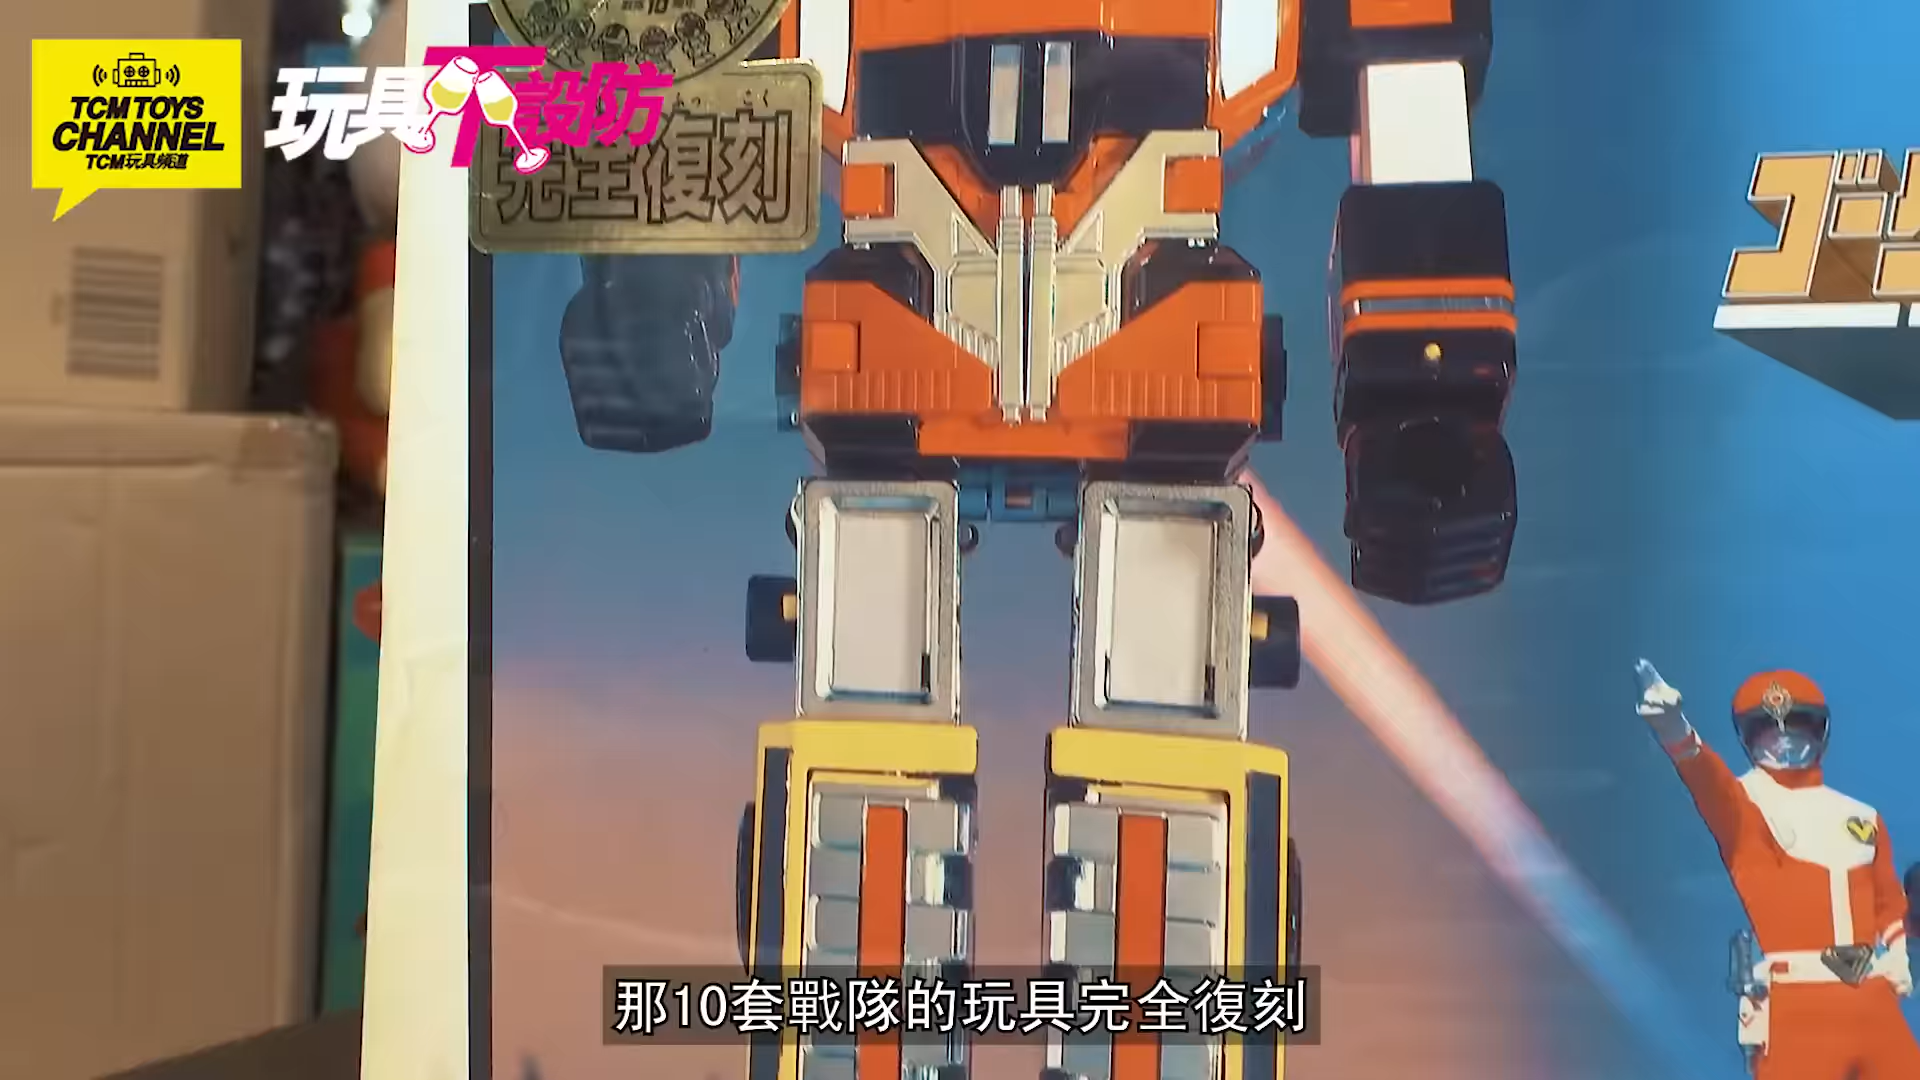 TCM TOYS
CHANNEL
TCM玩具頻道
玩具不設防
完全復刻
ゴ
那10套戰隊的玩具完全復刻